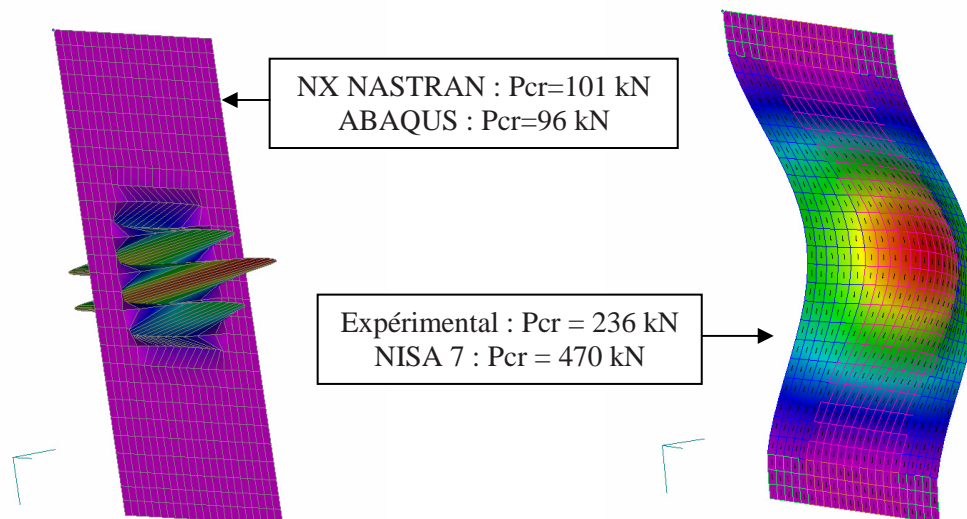 NX NASTRAN : Pcr=101 kN
ABAQUS : Pcr=96 kN
Expérimental : Pcr = 236 kN
NISA 7 : Pcr = 470 kN